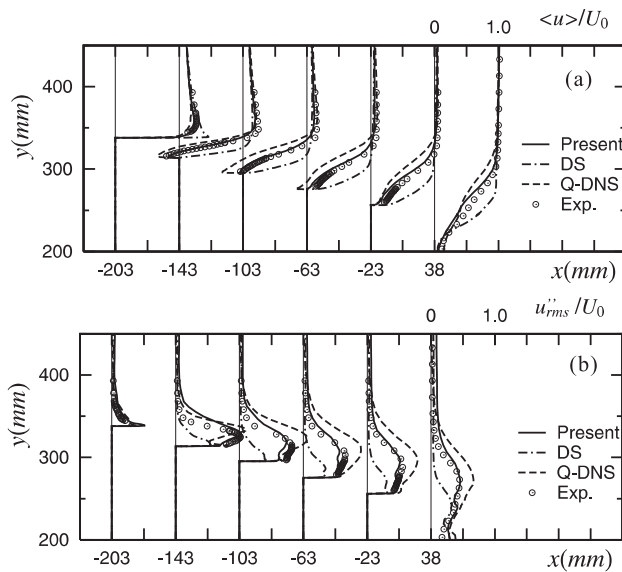 0 1.0 <u>/U0
400
300
200
y(mm)
(a)
Present
DS
Q-DNS
Exp.
-203 -143 -103 -63 -23 38 x(mm)
0 1.0 u''rms/U0
400
300
200
y(mm)
(b)
Present
DS
Q-DNS
Exp.
-203 -143 -103 -63 -23 38 x(mm)